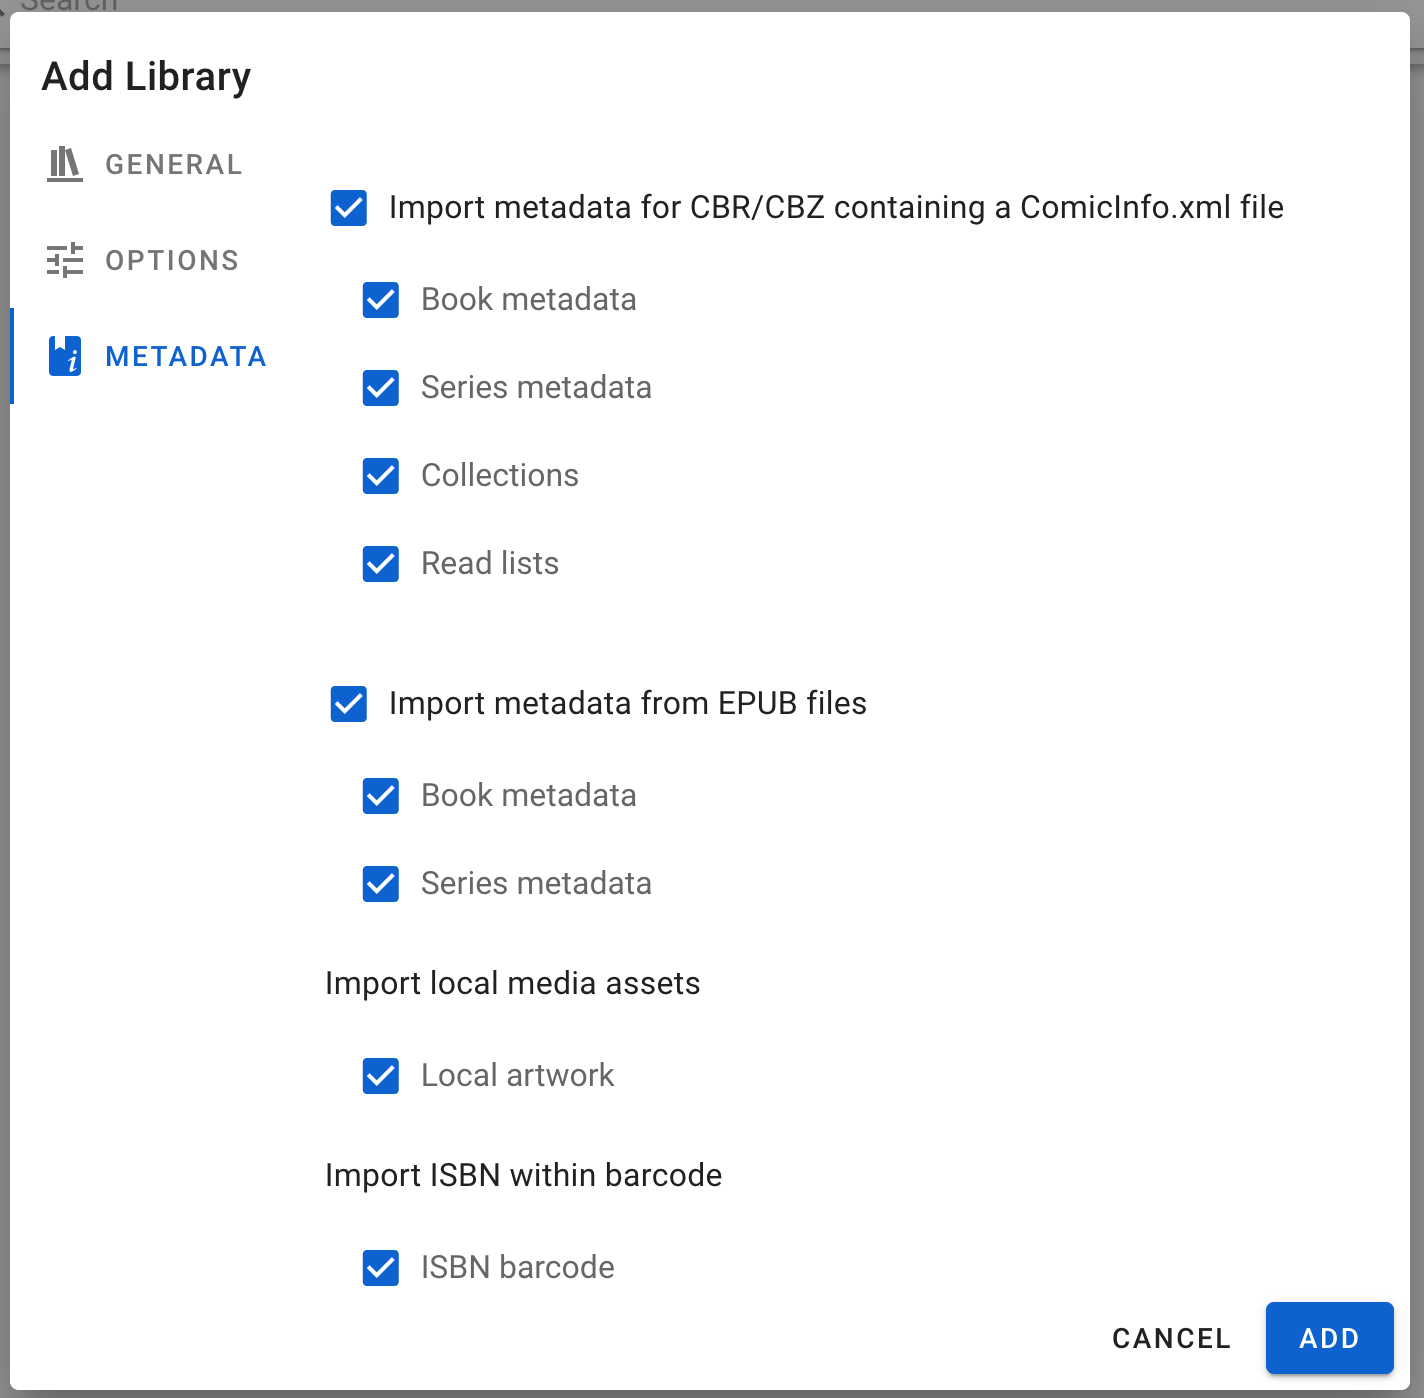 Search
Add Library
GENERAL
OPTIONS
METADATA
Import metadata for CBR/CBZ containing a ComicInfo.xml file
Book metadata
Series metadata
Collections
Read lists
Import metadata from EPUB files
Book metadata
Series metadata
Import local media assets
Local artwork
Import ISBN within barcode
ISBN barcode
CANCEL ADD